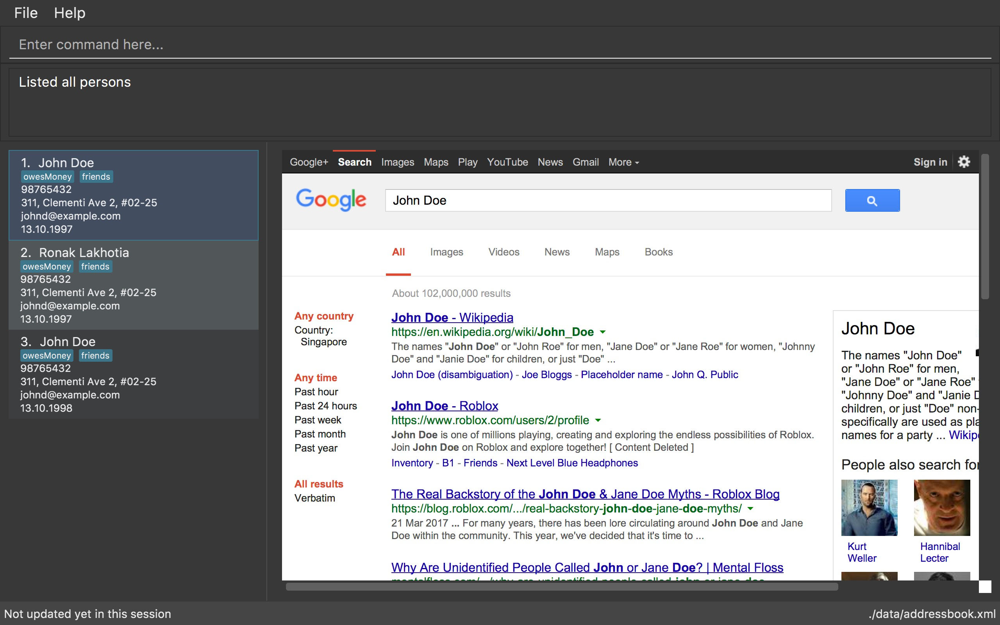 File Help
Enter command here...
Listed all persons
1. John Doe
owesMoney friends
98765432
311, Clementi Ave 2, #02-25
johnd@example.com
13.10.1997
2. Ronak Lakhotia
owesMoney friends
98765432
311, Clementi Ave 2, #02-25
johnd@example.com
13.10.1997
3. John Doe
owesMoney friends
98765432
311, Clementi Ave 2, #02-25
johnd@example.com
13.10.1998
Google+ Search Images Maps Play YouTube News Gmail More Sign in
Google John Doe
All Images Videos News Maps Books
About 102,000,000 results
Any country
Country:
Singapore
Any time
Past hour
Past 24 hours
Past week
Past month
Past year
All results
Verbatim
John Doe - Wikipedia
https://en.wikipedia.org/wiki/John_Doe
The names "John Doe" or "John Roe" for men, "Jane Doe" or "Jane Roe" for women, "Johnny
Doe" and "Janie Doe" for children, or just "Doe" ...
John Doe (disambiguation) - Joe Bloggs - Placeholder name - John Q. Public
John Doe - Roblox
https://www.roblox.com/users/2/profile
John Doe is one of millions playing, creating and exploring the endless possibilities of Roblox.
Join John Doe on Roblox and explore together! [ Content Deleted ]
Inventory - B1 - Friends - Next Level Blue Headphones
The Real Backstory of the John Doe & Jane Doe Myths - Roblox Blog
https://blog.roblox.com/.../real-backstory-john-doe-jane-doe-myths/
21 Mar 2017 ... For many years, there has been lore circulating around John Doe and Jane
Doe within the community. This year, we've decided that it's time to ...
Why Are Unidentified People Called John or Jane Doe? | Mental Floss
John Doe
The names "John Doe"
or "John Roe" for men,
"Jane Doe" or "Jane Roe"
"Johnny Doe" and "Janie
children, or just "Doe" non-
specifically are used as
names for a party ...
People also search for
Kurt
Weller
Hannibal
Lecter
Not updated yet in this session
./data/addressbook.xml